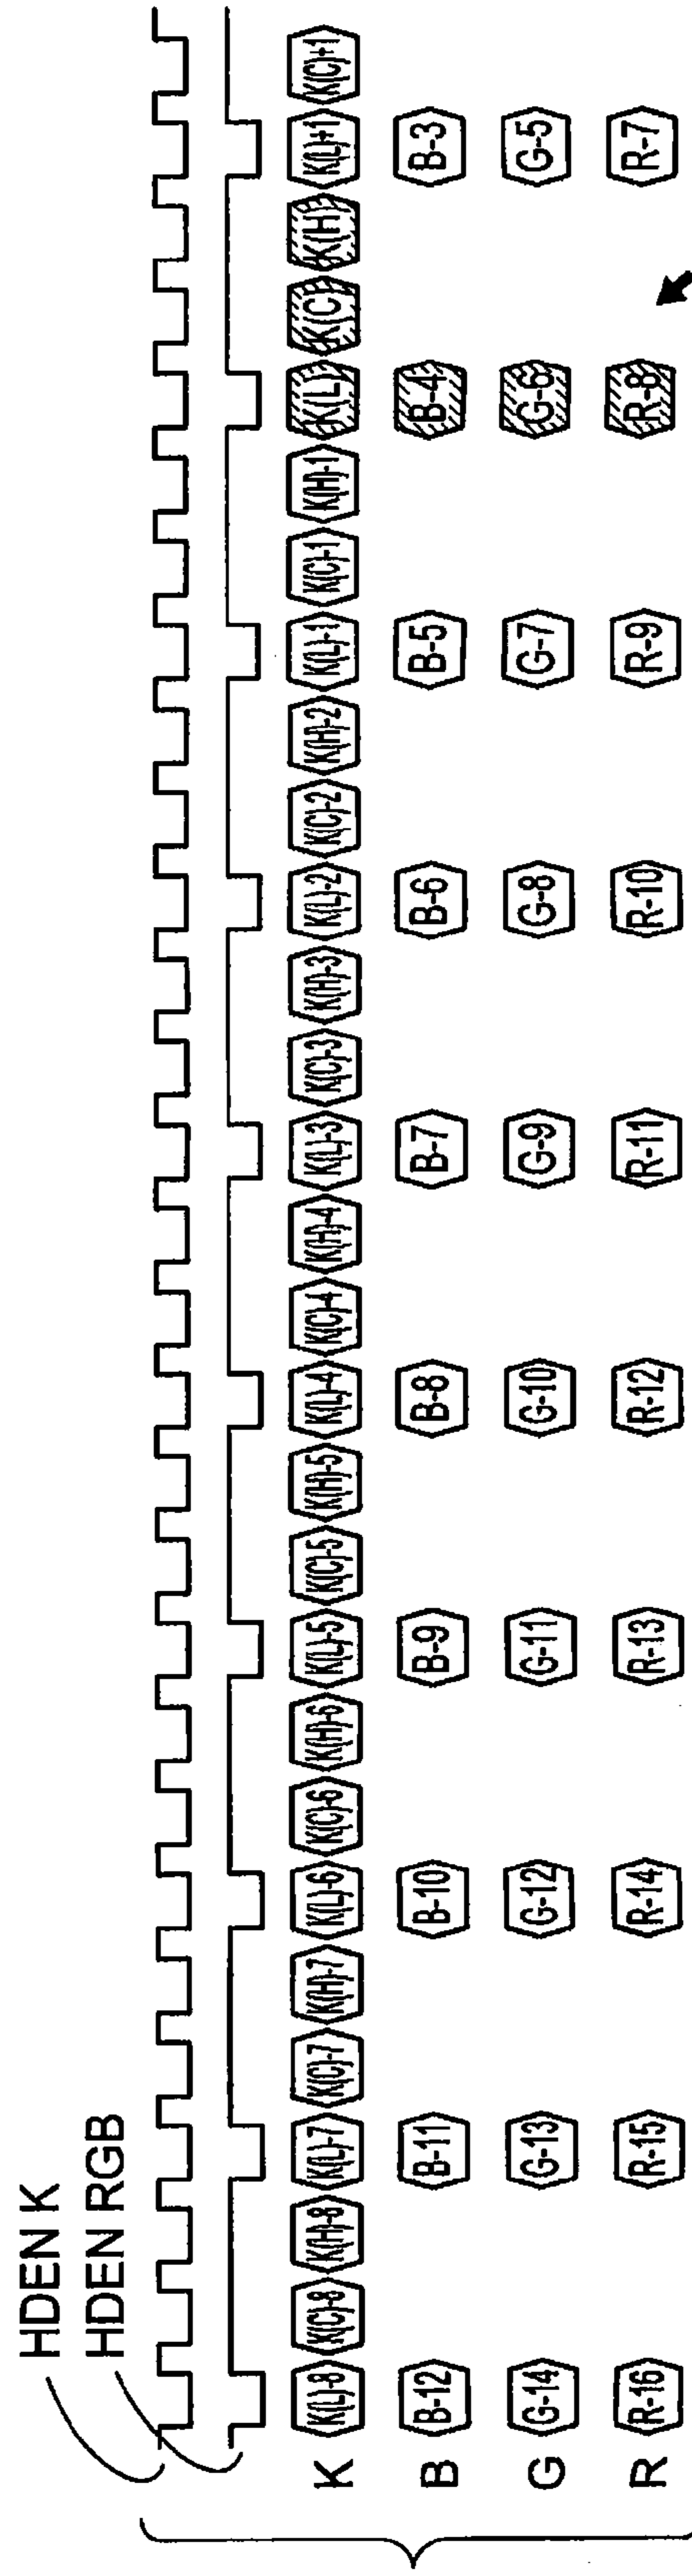 HDEN K
HDEN RGB
K K(L)-8 K(C)-8 K(H)-8 K(L)-7 K(C)-7 K(H)-7 K(L)-6 K(C)-6 K(H)-6 K(L)-5 K(C)-5 K(H)-5 K(L)-4 K(C)-4 K(H)-4 K(L)-3 K(C)-3 K(H)-3 K(L)-2 K(C)-2 K(H)-2 K(L)-1 K(C)-1 K(H)-1 K(L) K(C) K(H) K(L)+1 K(C)+1
B B-12 B-11 B-10 B-9 B-8 B-7 B-6 B-5 B-4 B-3
G G-14 G-13 G-12 G-11 G-10 G-9 G-8 G-7 G-6 G-5
R R-16 R-15 R-14 R-13 R-12 R-11 R-10 R-9 R-8 R-7